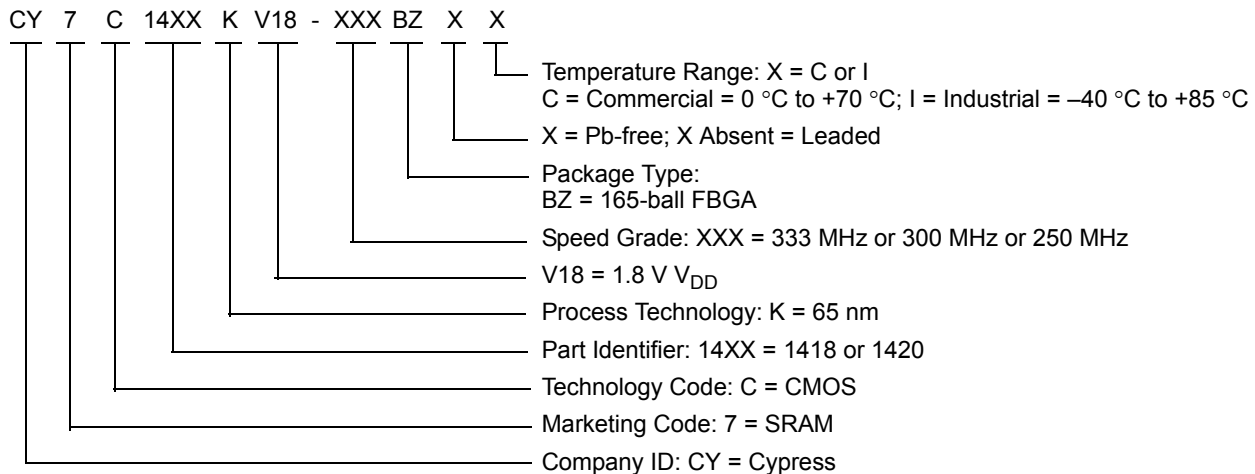 CY 7 C 14XX K V18 - XXX BZ X X
Temperature Range: X = C or I
C = Commercial = 0 °C to +70 °C; I = Industrial = –40 °C to +85 °C
X = Pb-free; X Absent = Leaded
Package Type:
BZ = 165-ball FBGA
Speed Grade: XXX = 333 MHz or 300 MHz or 250 MHz
V18 = 1.8 V VDD
Process Technology: K = 65 nm
Part Identifier: 14XX = 1418 or 1420
Technology Code: C = CMOS
Marketing Code: 7 = SRAM
Company ID: CY = Cypress